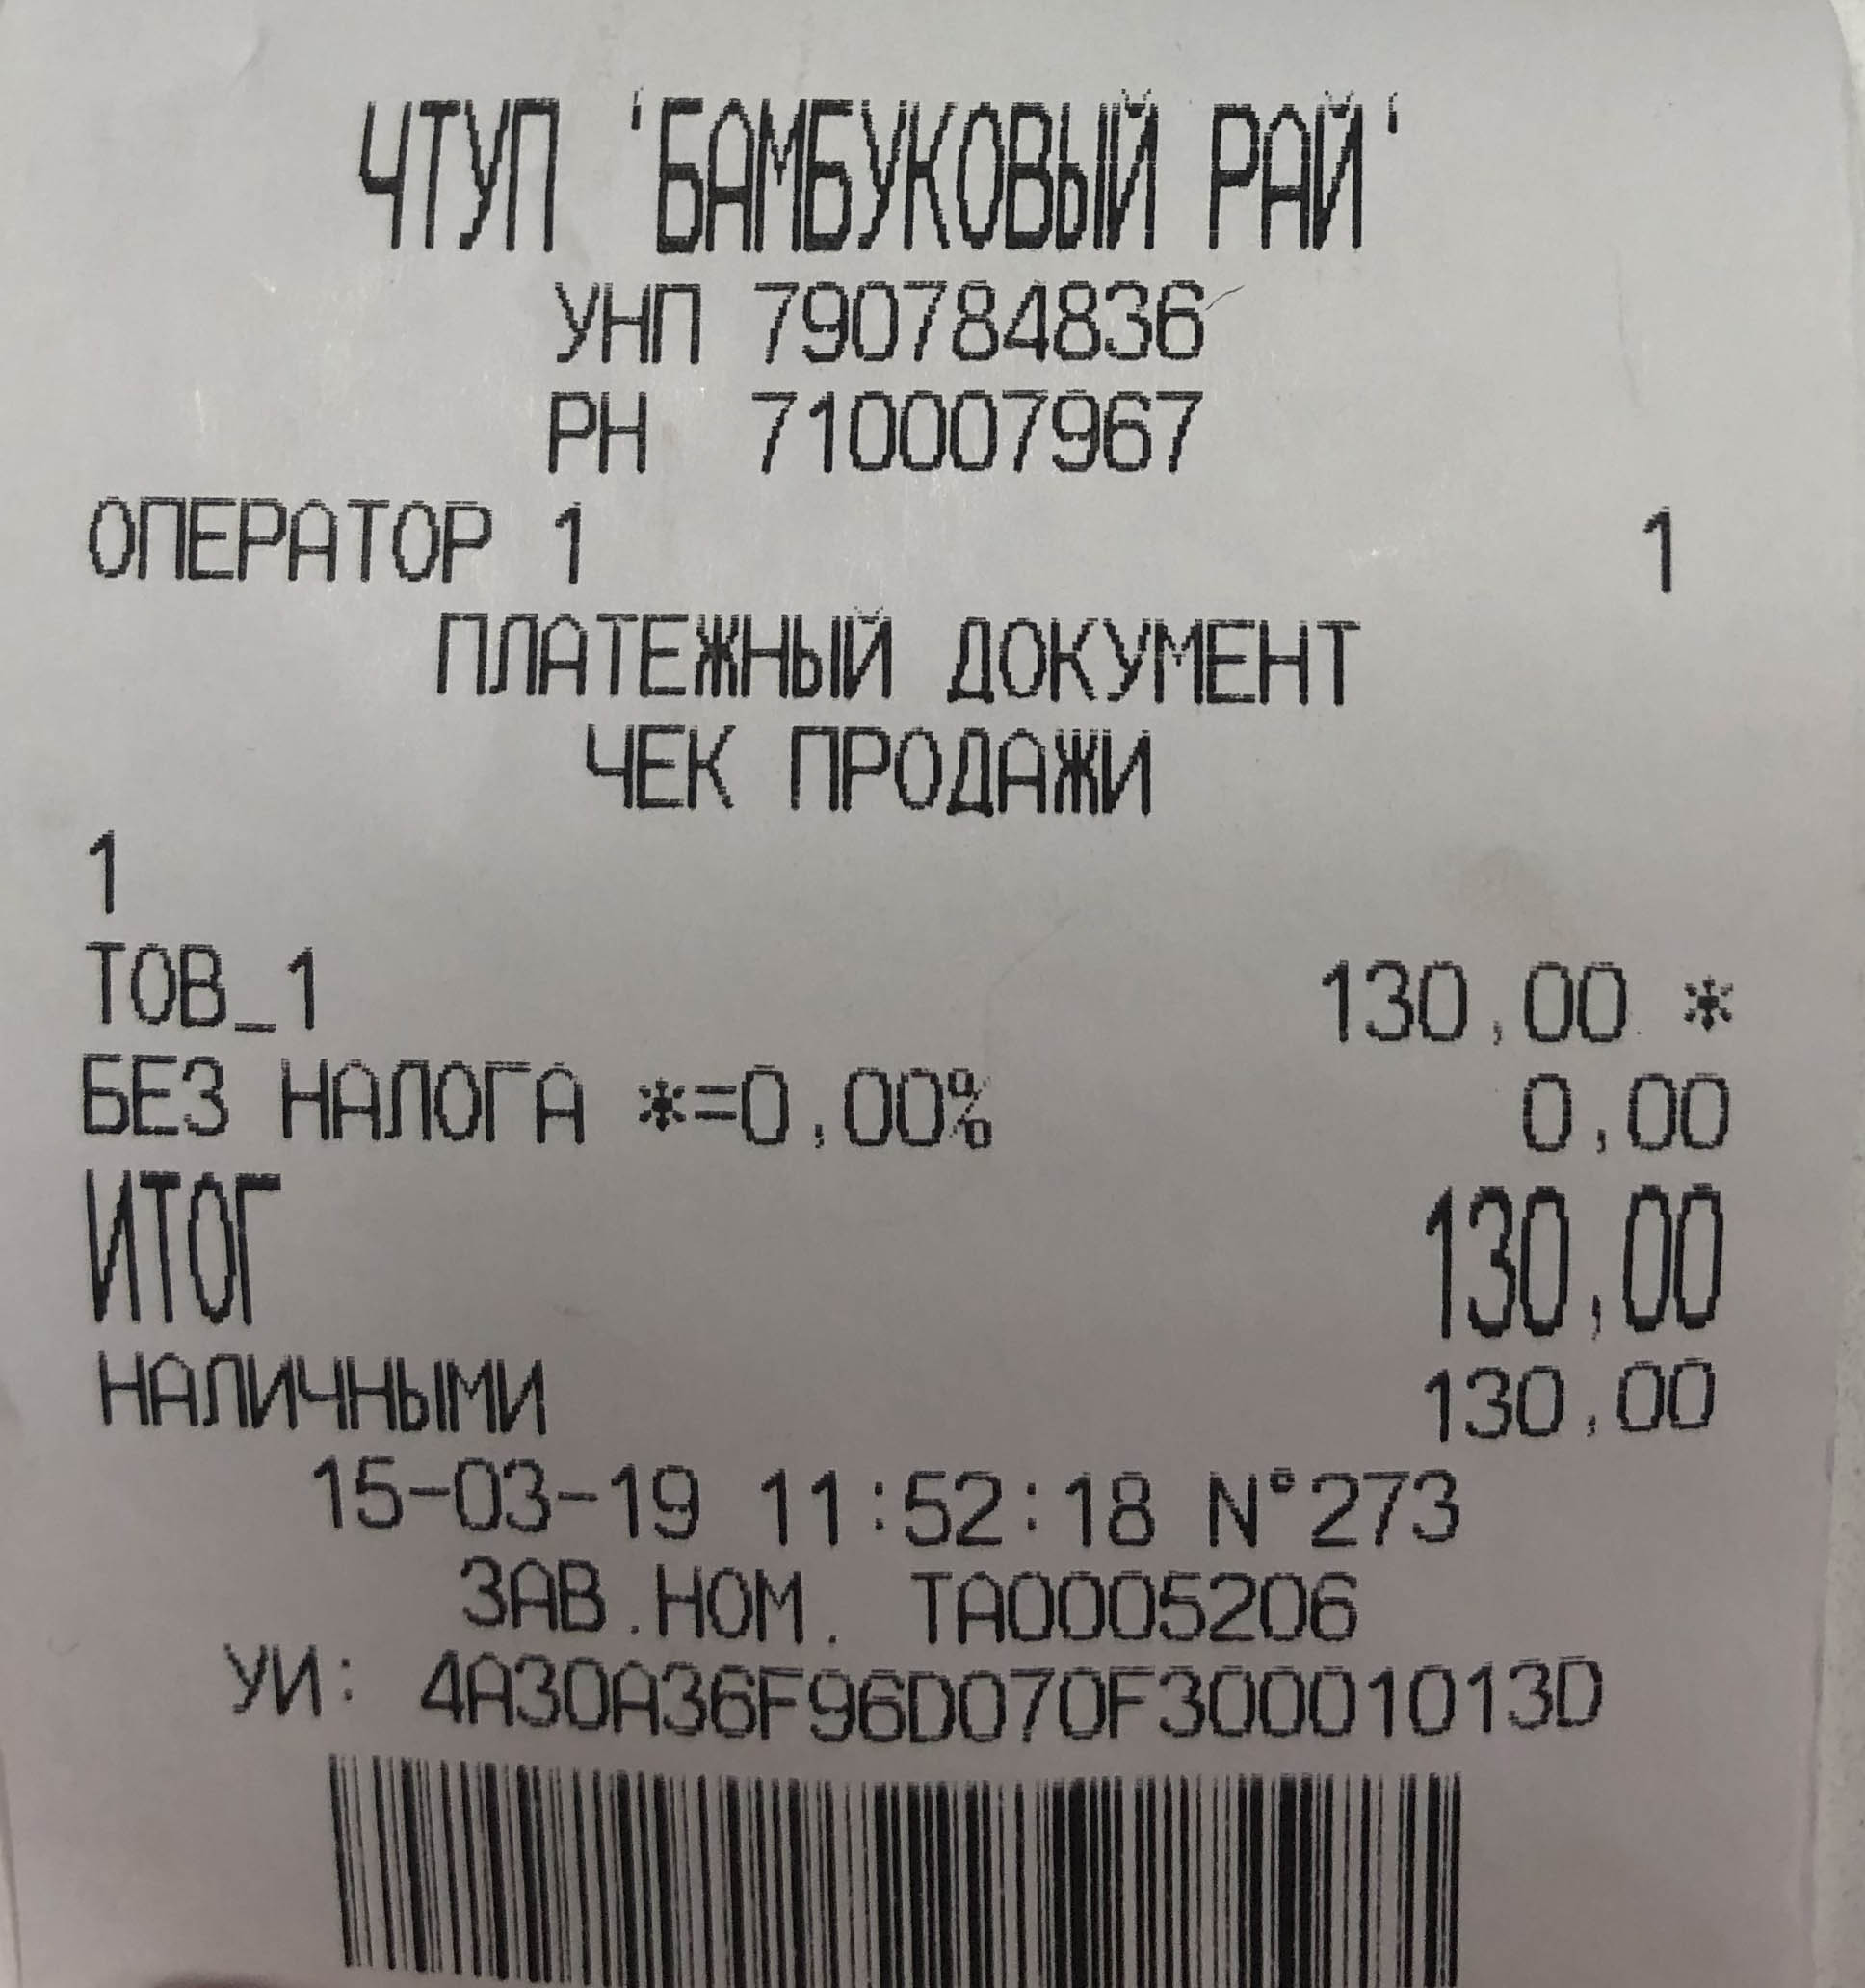 ЧТУП 'БАМБУКОВЫЙ РАЙ'
УНП 790784836
РН 710007967
ОПЕРАТОР 1 1
ПЛАТЕЖНЫЙ ДОКУМЕНТ
ЧЕК ПРОДАЖИ
1
ТОВ_1 130,00 *
БЕЗ НАЛОГА *=0,00% 0,00
ИТОГ 130,00
НАЛИЧНЫМИ 130,00
15-03-19 11:52:18 N°273
ЗАВ.НОМ. ТА0005206
УИ: 4A30A36F96D070F30001013D